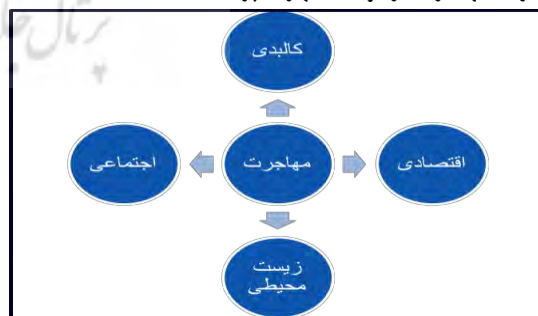 کالبدی
اقتصادی
مهاجرت
اجتماعی
زیست
محیطی